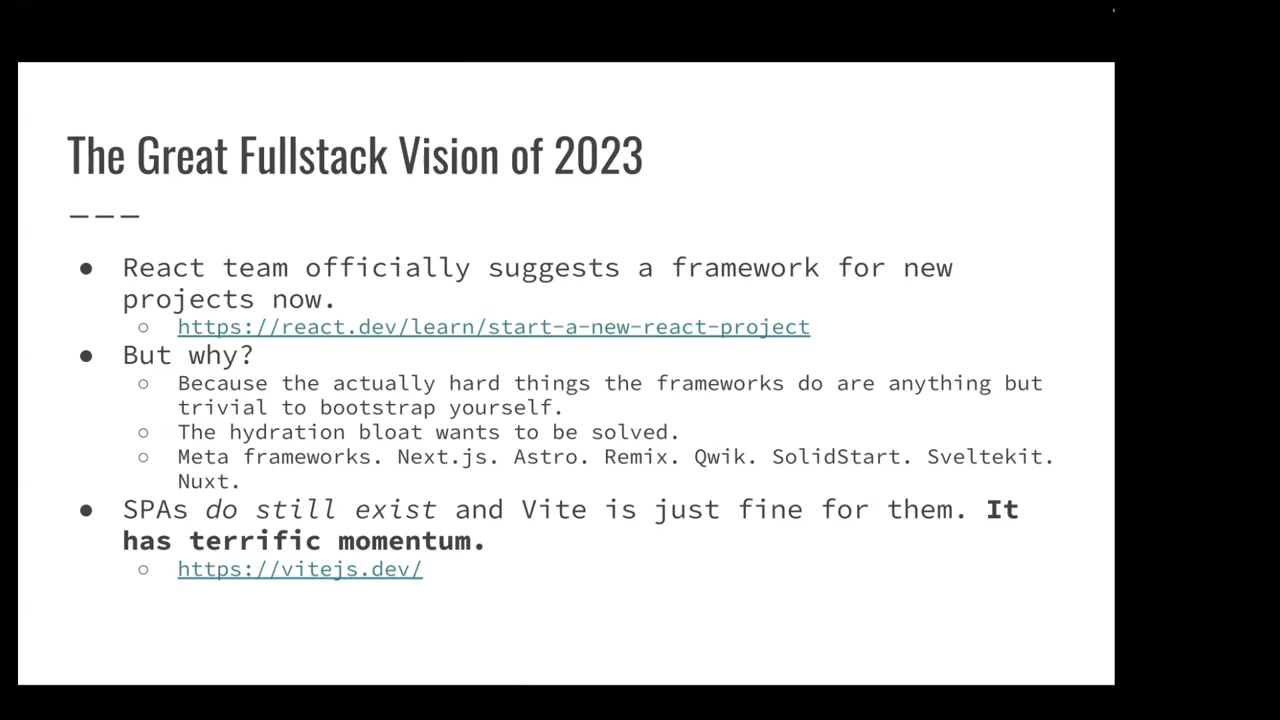 The Great Fullstack Vision of 2023
———
● React team officially suggests a framework for new
projects now.
○ https://react.dev/learn/start-a-new-react-project
● But why?
○ Because the actually hard things the frameworks do are anything but
trivial to bootstrap yourself.
○ The hydration bloat wants to be solved.
○ Meta frameworks. Next.js. Astro. Remix. Qwik. SolidStart. Sveltekit.
Nuxt.
● SPAs do still exist and Vite is just fine for them. It
has terrific momentum.
○ https://vitejs.dev/